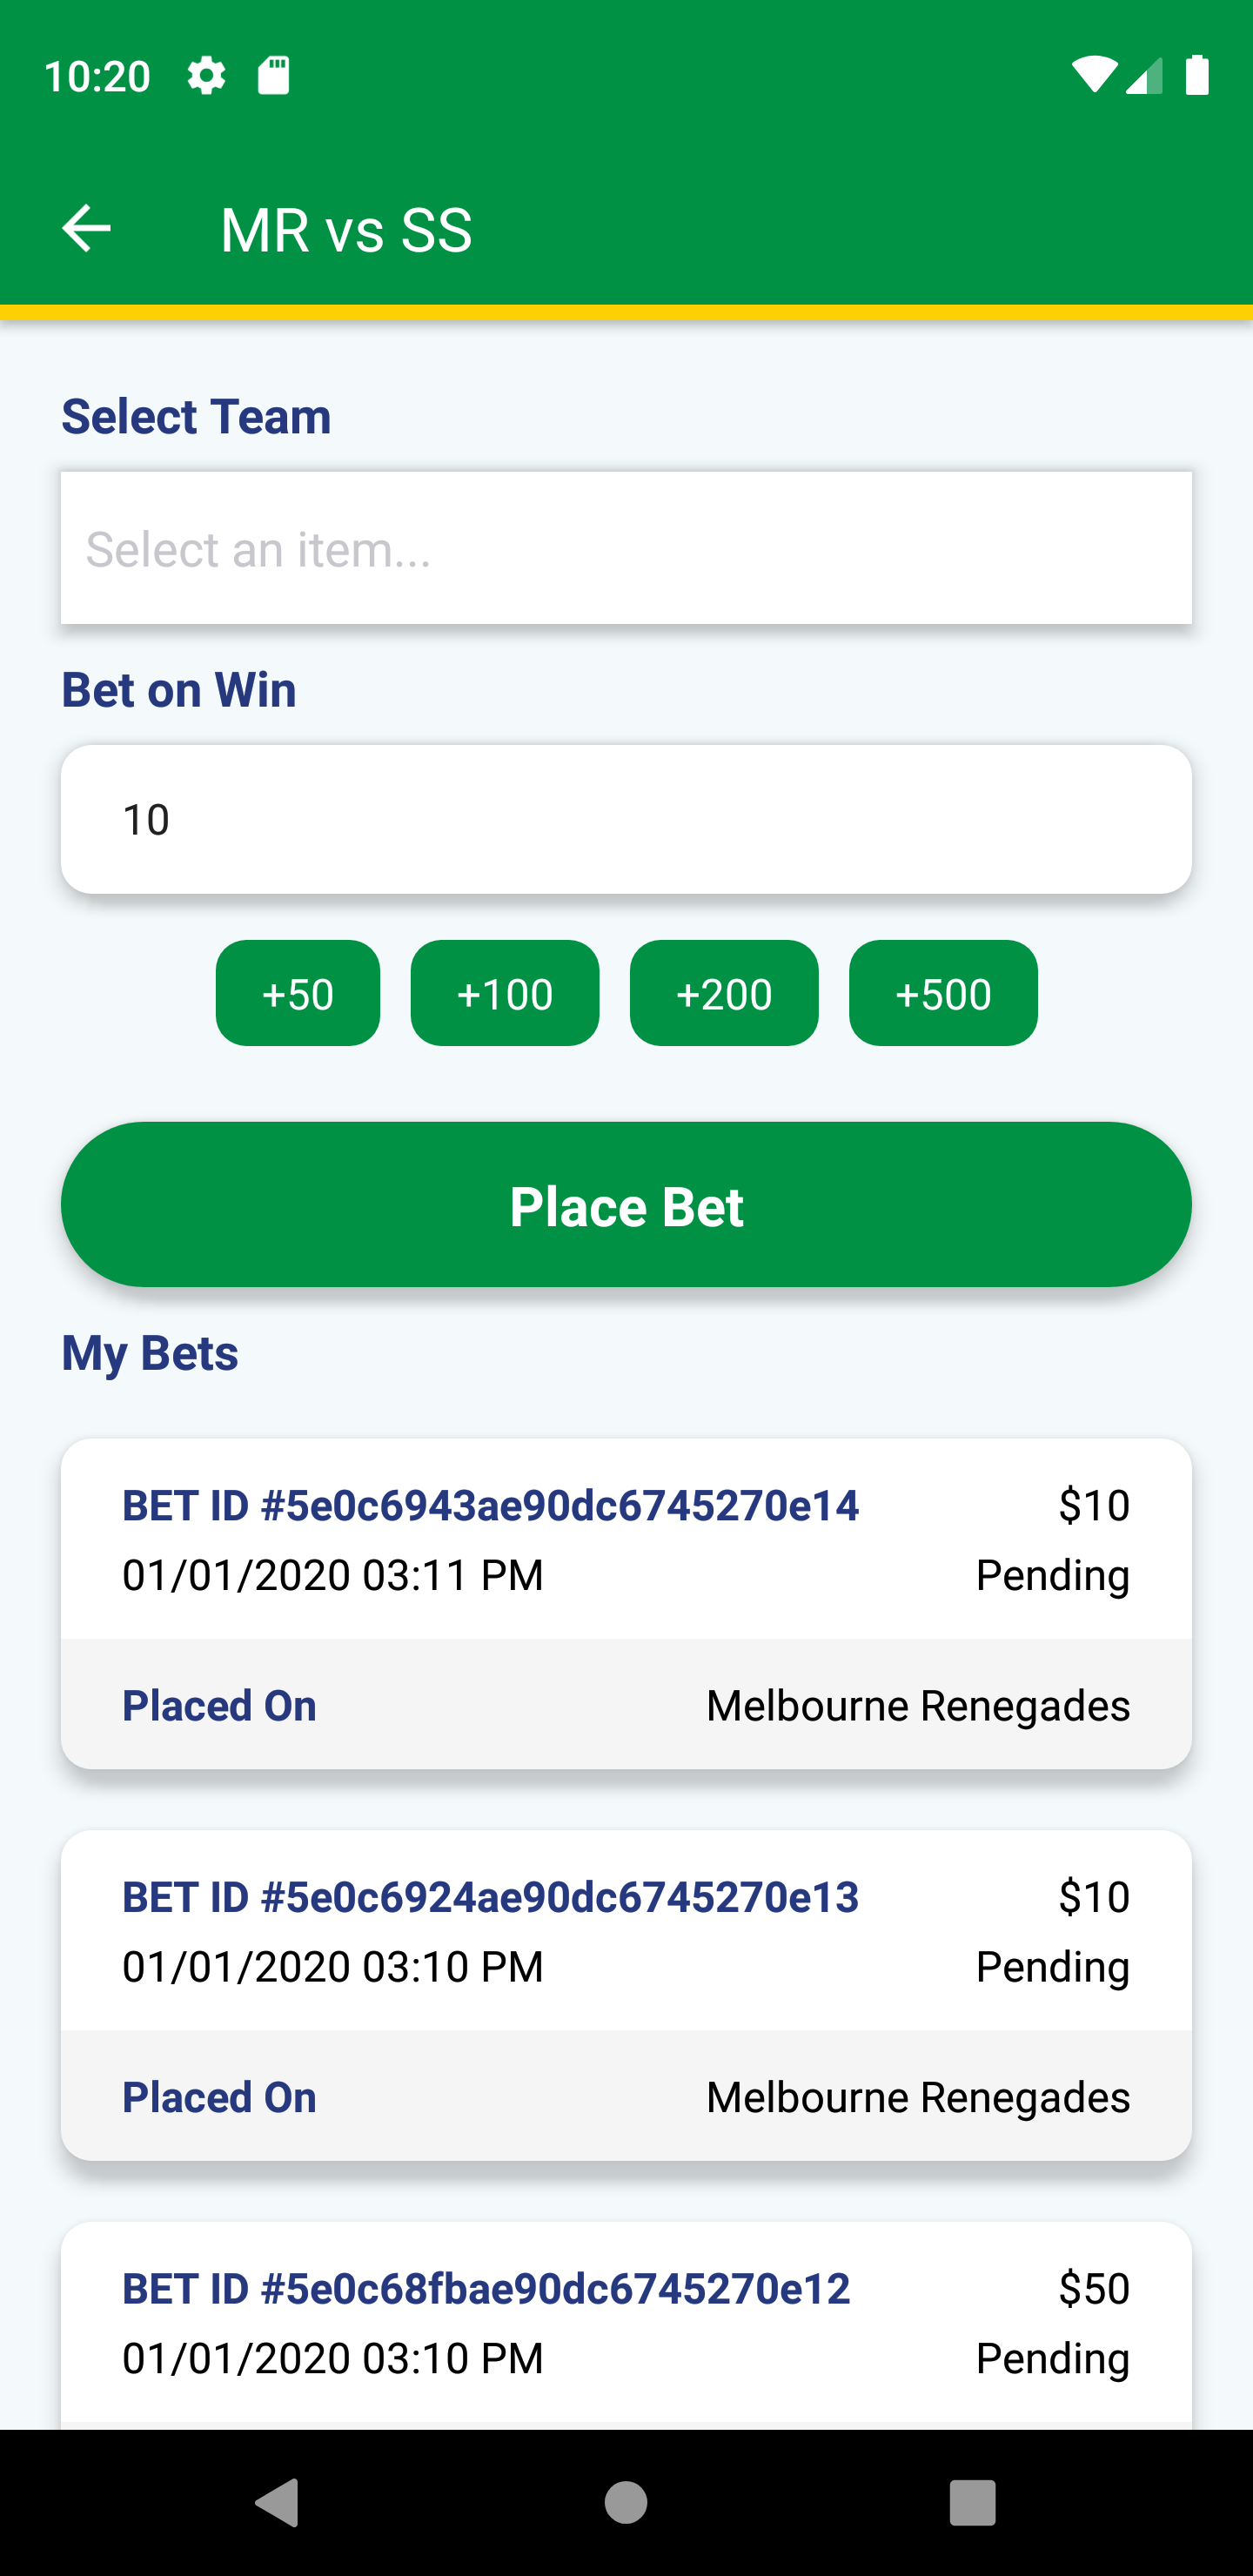 10:20
MR vs SS
Select Team
Select an item...
Bet on Win
10
+50 +100 +200 +500
Place Bet
My Bets
BET ID #5e0c6943ae90dc6745270e14 $10
01/01/2020 03:11 PM Pending
Placed On Melbourne Renegades
BET ID #5e0c6924ae90dc6745270e13 $10
01/01/2020 03:10 PM Pending
Placed On Melbourne Renegades
BET ID #5e0c68fbae90dc6745270e12 $50
01/01/2020 03:10 PM Pending